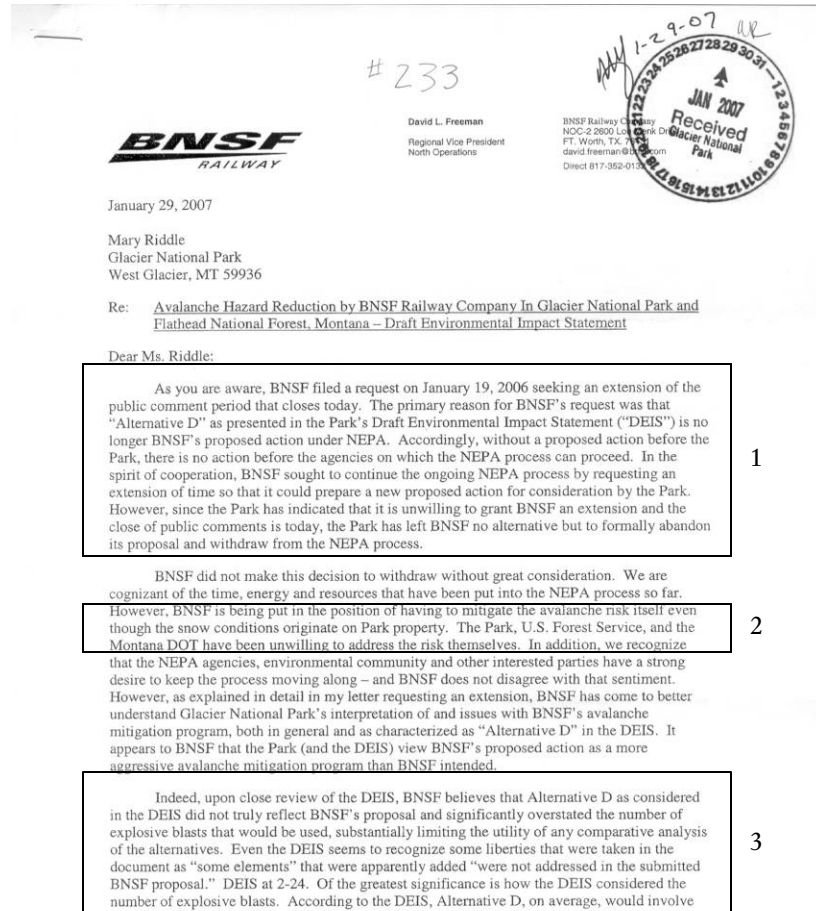 1-29-07
#233
JAN 2007
Received
Glacier National
Park
BNSF
RAILWAY
David L. Freeman
Regional Vice President
North Operations
BNSF Railway
NOC-2 2600
FT. Worth, TX.
Direct 817-352-
January 29, 2007
Mary Riddle
Glacier National Park
West Glacier, MT 59936
Re: Avalanche Hazard Reduction by BNSF Railway Company In Glacier National Park and
Flathead National Forest, Montana – Draft Environmental Impact Statement
Dear Ms. Riddle:
As you are aware, BNSF filed a request on January 19, 2006 seeking an extension of the
public comment period that closes today. The primary reason for BNSF's request was that
"Alternative D" as presented in the Park's Draft Environmental Impact Statement ("DEIS") is no
longer BNSF's proposed action under NEPA. Accordingly, without a proposed action before the
Park, there is no action before the agencies on which the NEPA process can proceed. In the
spirit of cooperation, BNSF sought to continue the ongoing NEPA process by requesting an
extension of time so that it could prepare a new proposed action for consideration by the Park.
However, since the Park has indicated that it is unwilling to grant BNSF an extension and the
close of public comments is today, the Park has left BNSF no alternative but to formally abandon
its proposal and withdraw from the NEPA process.
1
BNSF did not make this decision to withdraw without great consideration. We are
cognizant of the time, energy and resources that have been put into the NEPA process so far.
However, BNSF is being put in the position of having to mitigate the avalanche risk itself even
though the snow conditions originate on Park property. The Park, U.S. Forest Service, and the
Montana DOT have been unwilling to address the risk themselves. In addition, we recognize
2
that the NEPA agencies, environmental community and other interested parties have a strong
desire to keep the process moving along – and BNSF does not disagree with that sentiment.
However, as explained in detail in my letter requesting an extension, BNSF has come to better
understand Glacier National Park's interpretation of and issues with BNSF's avalanche
mitigation program, both in general and as characterized as "Alternative D" in the DEIS. It
appears to BNSF that the Park (and the DEIS) view BNSF's proposed action as a more
aggressive avalanche mitigation program than BNSF intended.
Indeed, upon close review of the DEIS, BNSF believes that Alternative D as considered
in the DEIS did not truly reflect BNSF's proposal and significantly overstated the number of
explosive blasts that would be used, substantially limiting the utility of any comparative analysis
of the alternatives. Even the DEIS seems to recognize some liberties that were taken in the
document as "some elements" that were apparently added "were not addressed in the submitted
BNSF proposal." DEIS at 2-24. Of the greatest significance is how the DEIS considered the
number of explosive blasts. According to the DEIS, Alternative D, on average, would involve
3